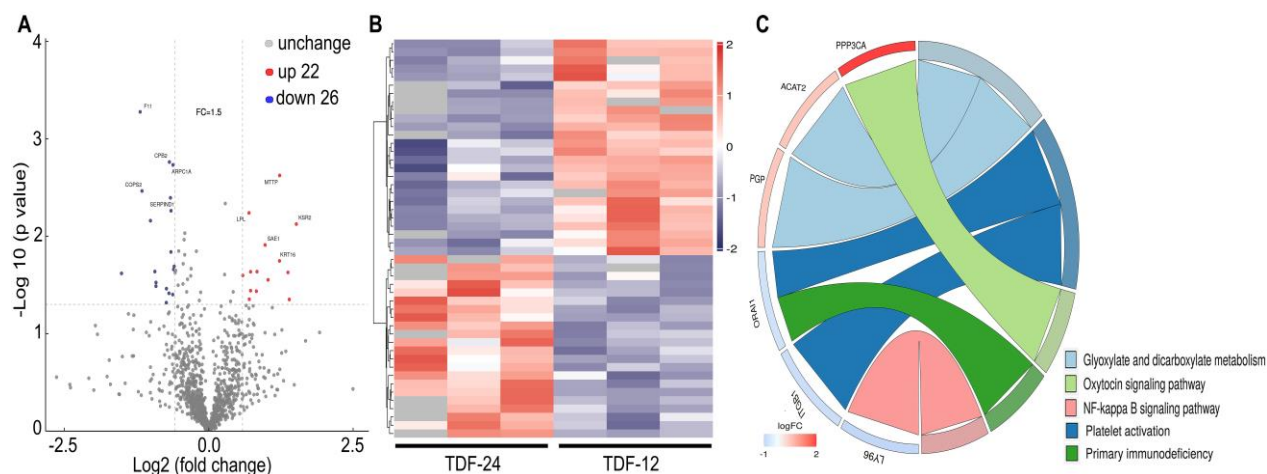 A
4
3
2
1
0
-2.5
0.0
2.5
-Log 10 (p value)
Log2 (fold change)
unchange
up 22
down 26
FC=1.5
F11
CPB2
ARPC1A
COPS2
SERPIND1
MTTP
LPL
KSR2
SAE1
KRT16
B
2
1
0
-1
-2
TDF-24
TDF-12
C
PPP3CA
ACAT2
PGP
ORAI1
ITGB1
LY96
logFC
-1
2
Glyoxylate and dicarboxylate metabolism
Oxytocin signaling pathway
NF-kappa B signaling pathway
Platelet activation
Primary immunodeficiency